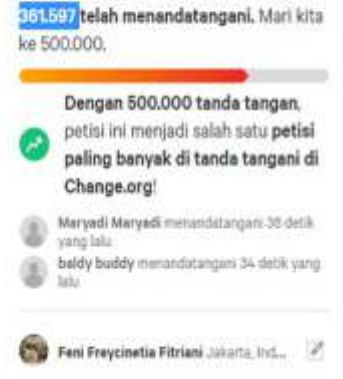 361.597 telah menandatangani. Mari kita
ke 500.000.
Dengan 500.000 tanda tangan,
petisi ini menjadi salah satu petisi
paling banyak di tanda tangani di
Change.org!
Maryadi Maryadi menandatangani 38 detik
yang lalu
baldy buddy menandatangani 34 detik yang
lalu
Feni Freycinetia Fitriani Jakarta, Ind...